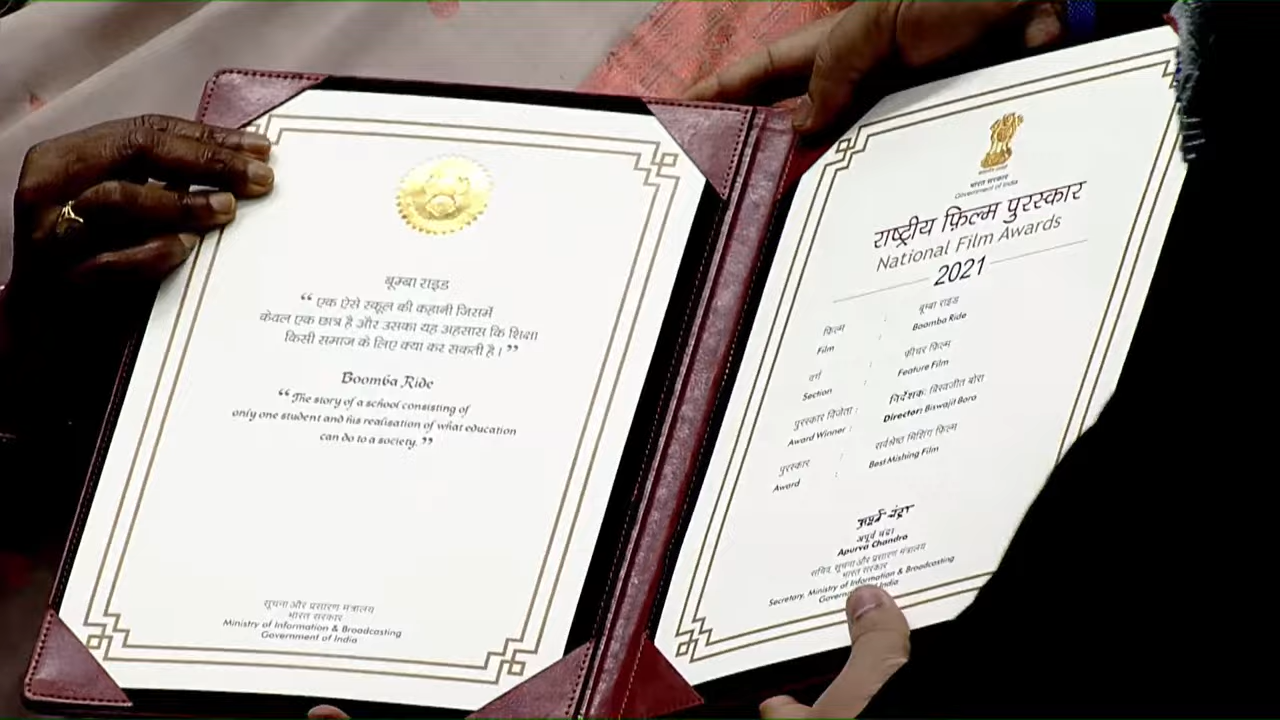 बूम्बा राइड
“ एक ऐसे स्कूल की कहानी जिसमें
केवल एक छात्र है और उसका यह अहसास कि शिक्षा
किसी समाज के लिए क्या कर सकती है। ”
Boomba Ride
“ The story of a school consisting of
only one student and his realisation of what education
can do to a society. ”
सूचना और प्रसारण मंत्रालय
भारत सरकार
Ministry of Information & Broadcasting
Government of India
भारत सरकार
Government of India
राष्ट्रीय फ़िल्म पुरस्कार
National Film Awards
2021
फिल्म : बूम्बा राइड
Film : Boomba Ride
वर्ग : फ़ीचर फिल्म
Section : Feature Film
पुरस्कार विजेता : निर्देशक: बिस्वजीत बोरा
Award Winner : Director: Biswajit Bora
पुरस्कार : सर्वश्रेष्ठ मिसिंग फ़िल्म
Award : Best Mishing Film
अपूर्व चंद्रा
अपूर्व चंद्रा
Apurva Chandra
सचिव, सूचना और प्रसारण मंत्रालय
भारत सरकार
Secretary, Ministry of Information & Broadcasting
India